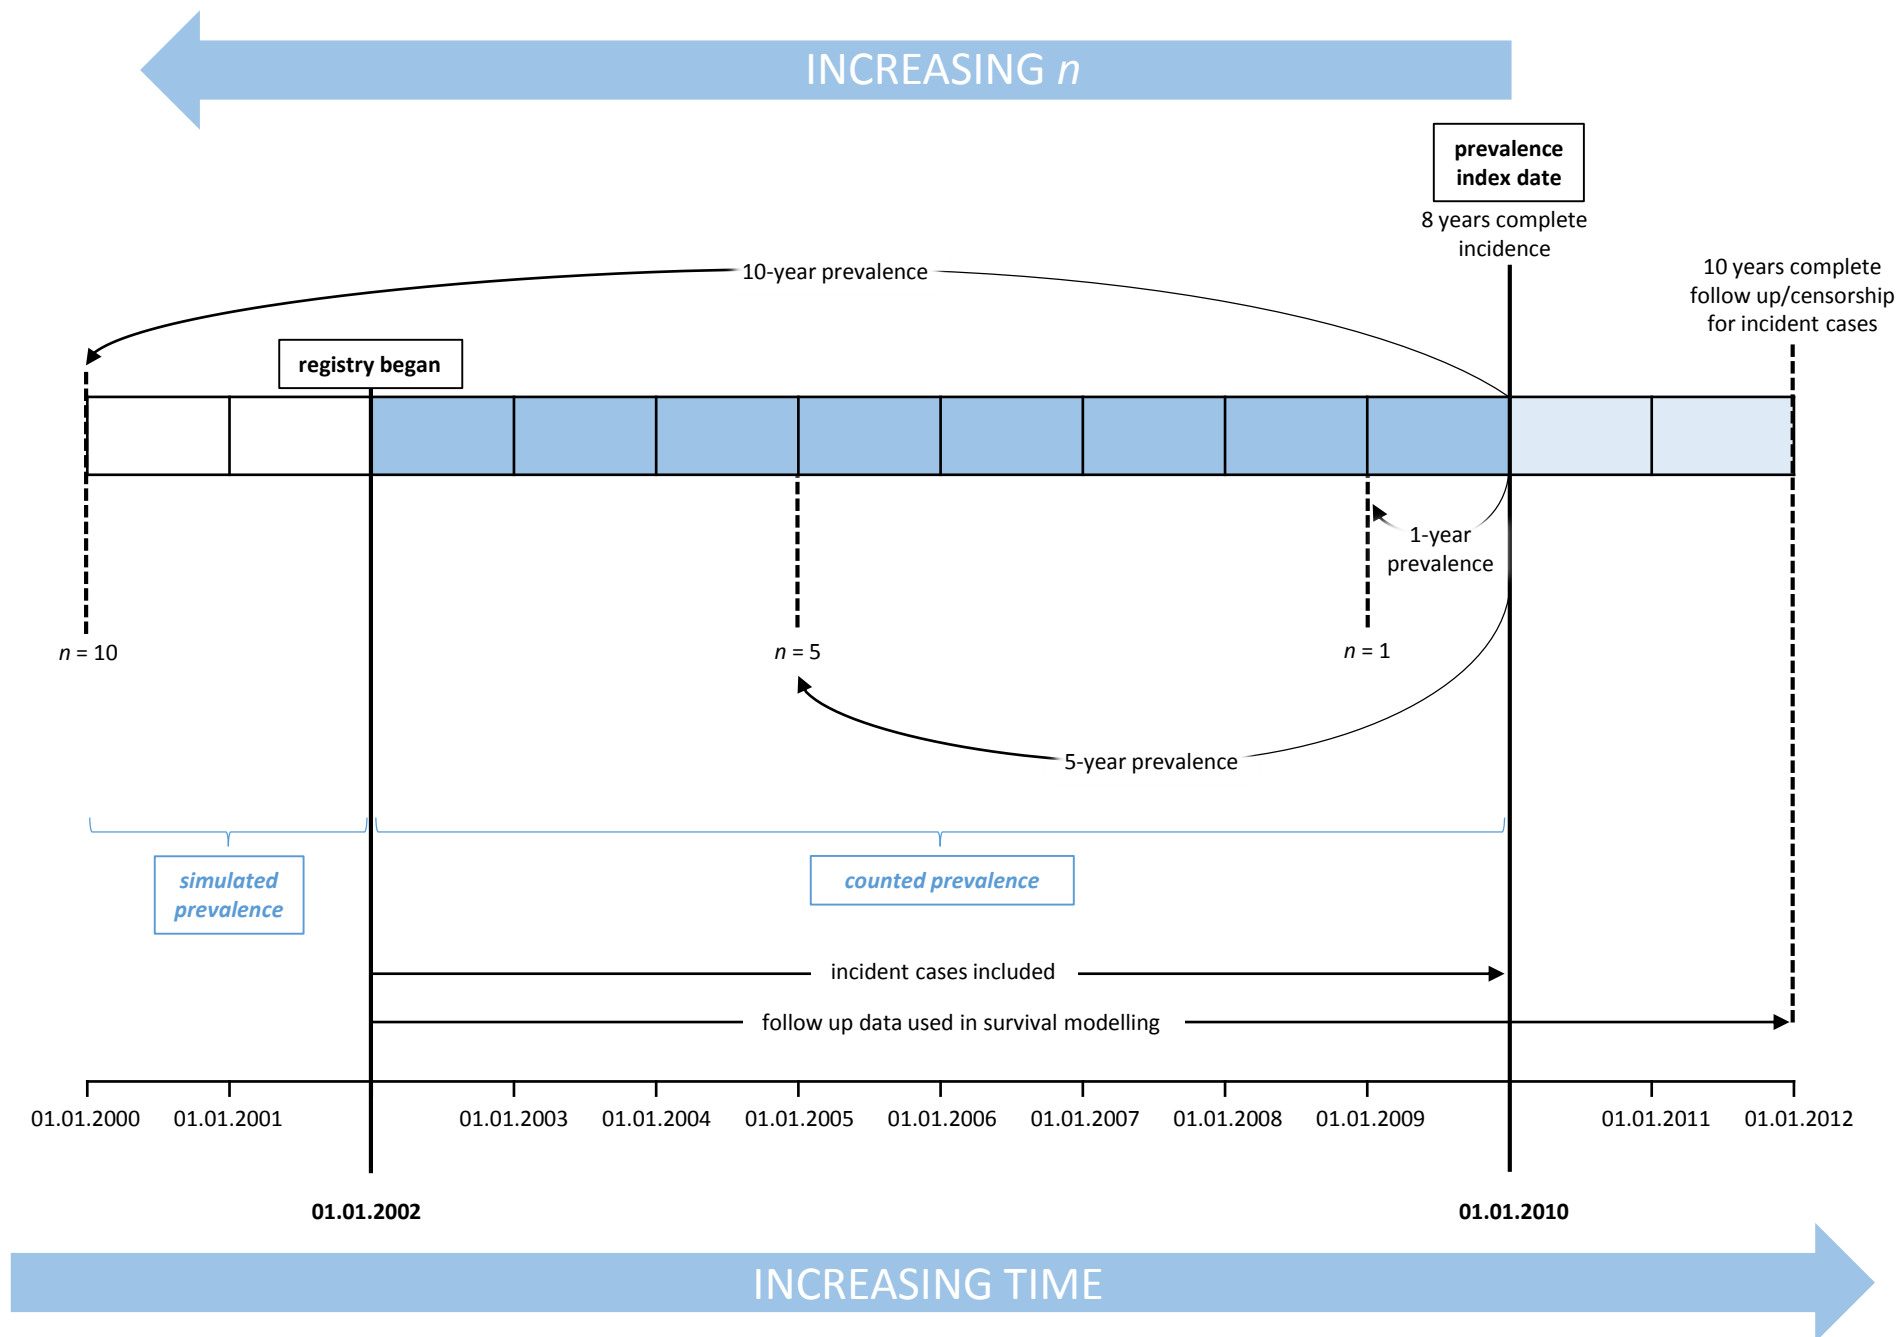 INCREASING n
prevalence
index date
8 years complete
incidence
10-year prevalence
10 years complete
follow up/censorship
for incident cases
registry began
1-year
prevalence
n = 10
n = 5
n = 1
5-year prevalence
simulated
prevalence
counted prevalence
incident cases included
follow up data used in survival modelling
01.01.2000 01.01.2001 01.01.2003 01.01.2004 01.01.2005 01.01.2006 01.01.2007 01.01.2008 01.01.2009 01.01.2011 01.01.2012
01.01.2002 01.01.2010
INCREASING TIME